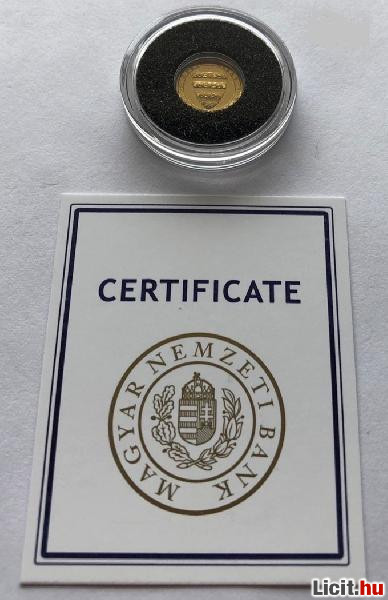 CERTIFICATE
MAGYAR NEMZETI BANK
Licit.hu